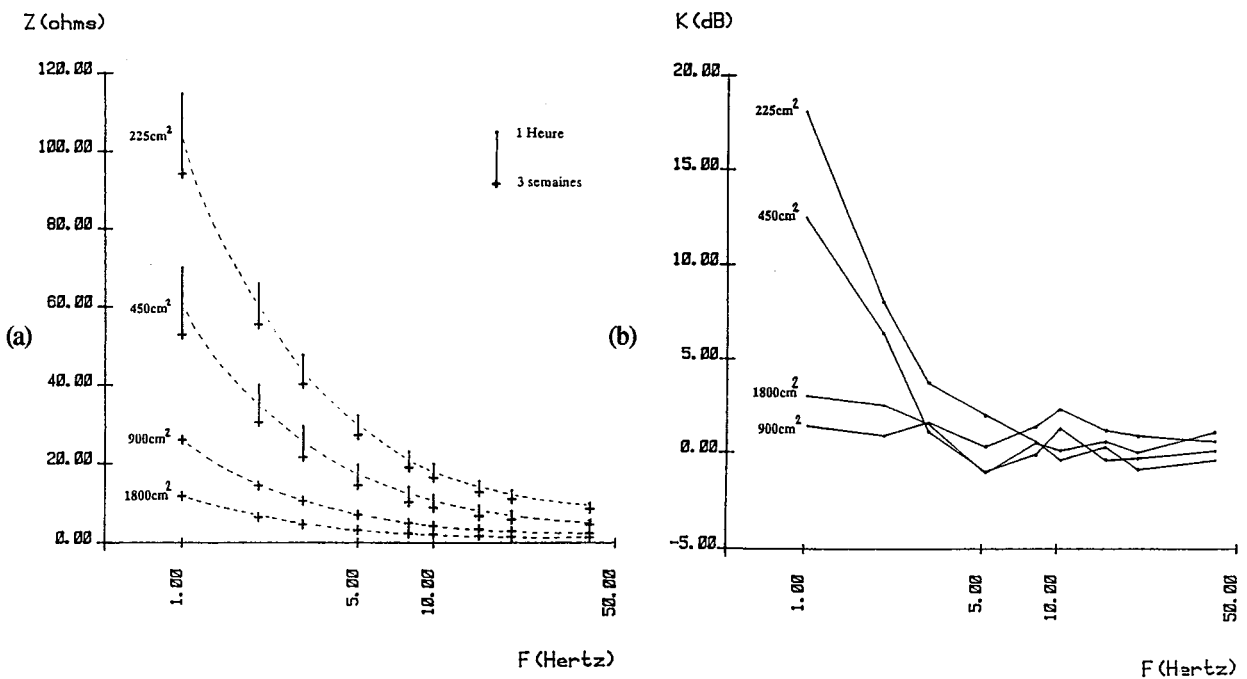 Z (ohms)
120.00
100.00
80.00
60.00
40.00
20.00
0.00
225cm2
450cm2
900cm2
1800cm2
1 Heure
3 semaines
(a)
1.00
5.00
10.00
50.00
F (Hertz)
K (dB)
20.00
15.00
10.00
5.00
0.00
-5.00
225cm2
450cm2
1800cm2
900cm2
(b)
1.00
5.00
10.00
50.00
F (Hertz)